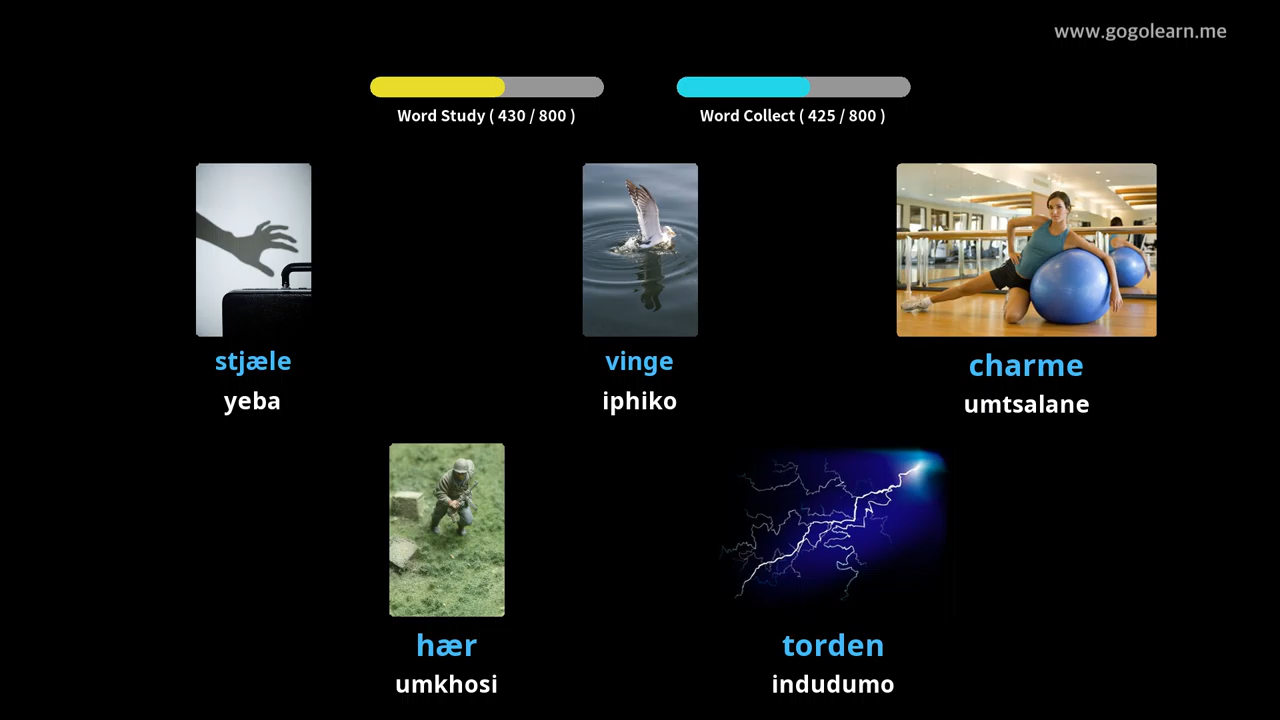 www.gogolearn.me
Word Study ( 430 / 800 )
Word Collect ( 425 / 800 )
stjæle
yeba
vinge
iphiko
charme
umtsalane
hær
umkhosi
torden
indudumo